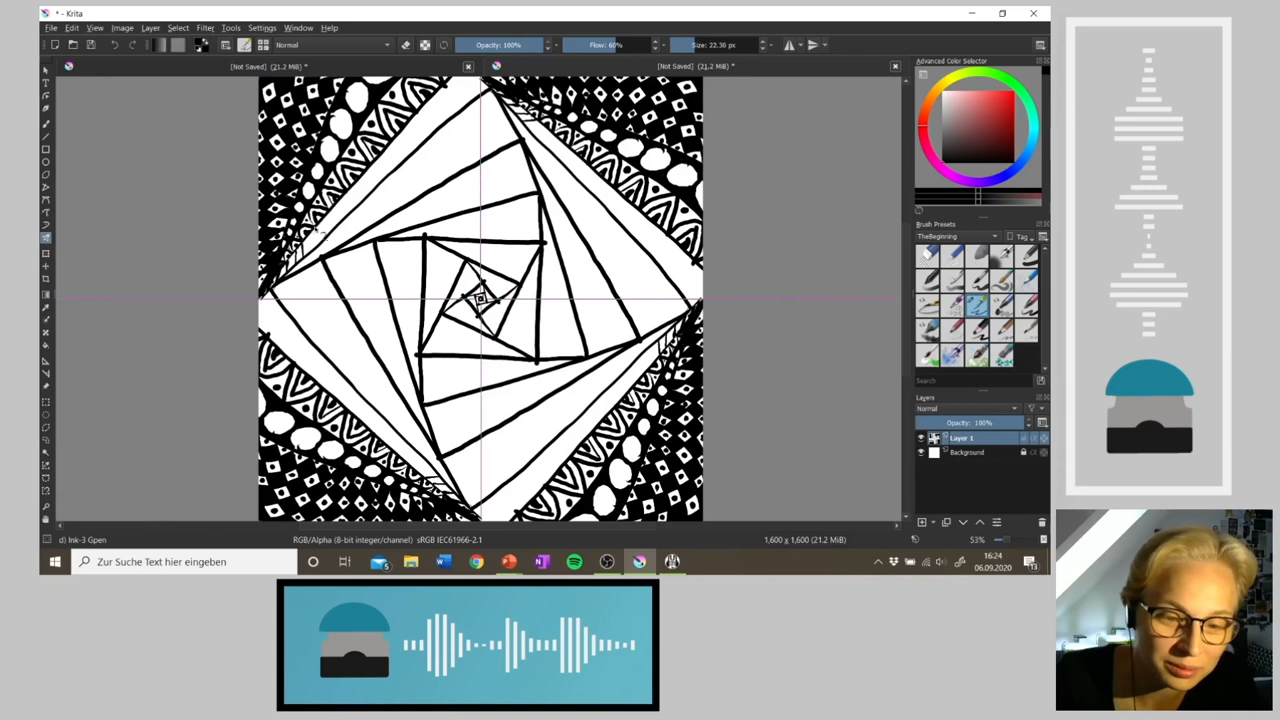 * - Krita
File Edit View Image Layer Select Filter Tools Settings Window Help
Normal Opacity: 100% Flow: 60% Size: 22.30 px
[Not Saved] (21.2 MiB) * [Not Saved] (21.2 MiB) *
Advanced Color Selector
Brush Presets
TheBeginning Tag
Search
Layers
Normal
Opacity: 100%
Layer 1
Background
d) Ink-3 Gpen RGB/Alpha (8-bit integer/channel) sRGB IEC61966-2.1 1,600 x 1,600 (21.2 MiB) 53%
Zur Suche Text hier eingeben
16:24
06.09.2020